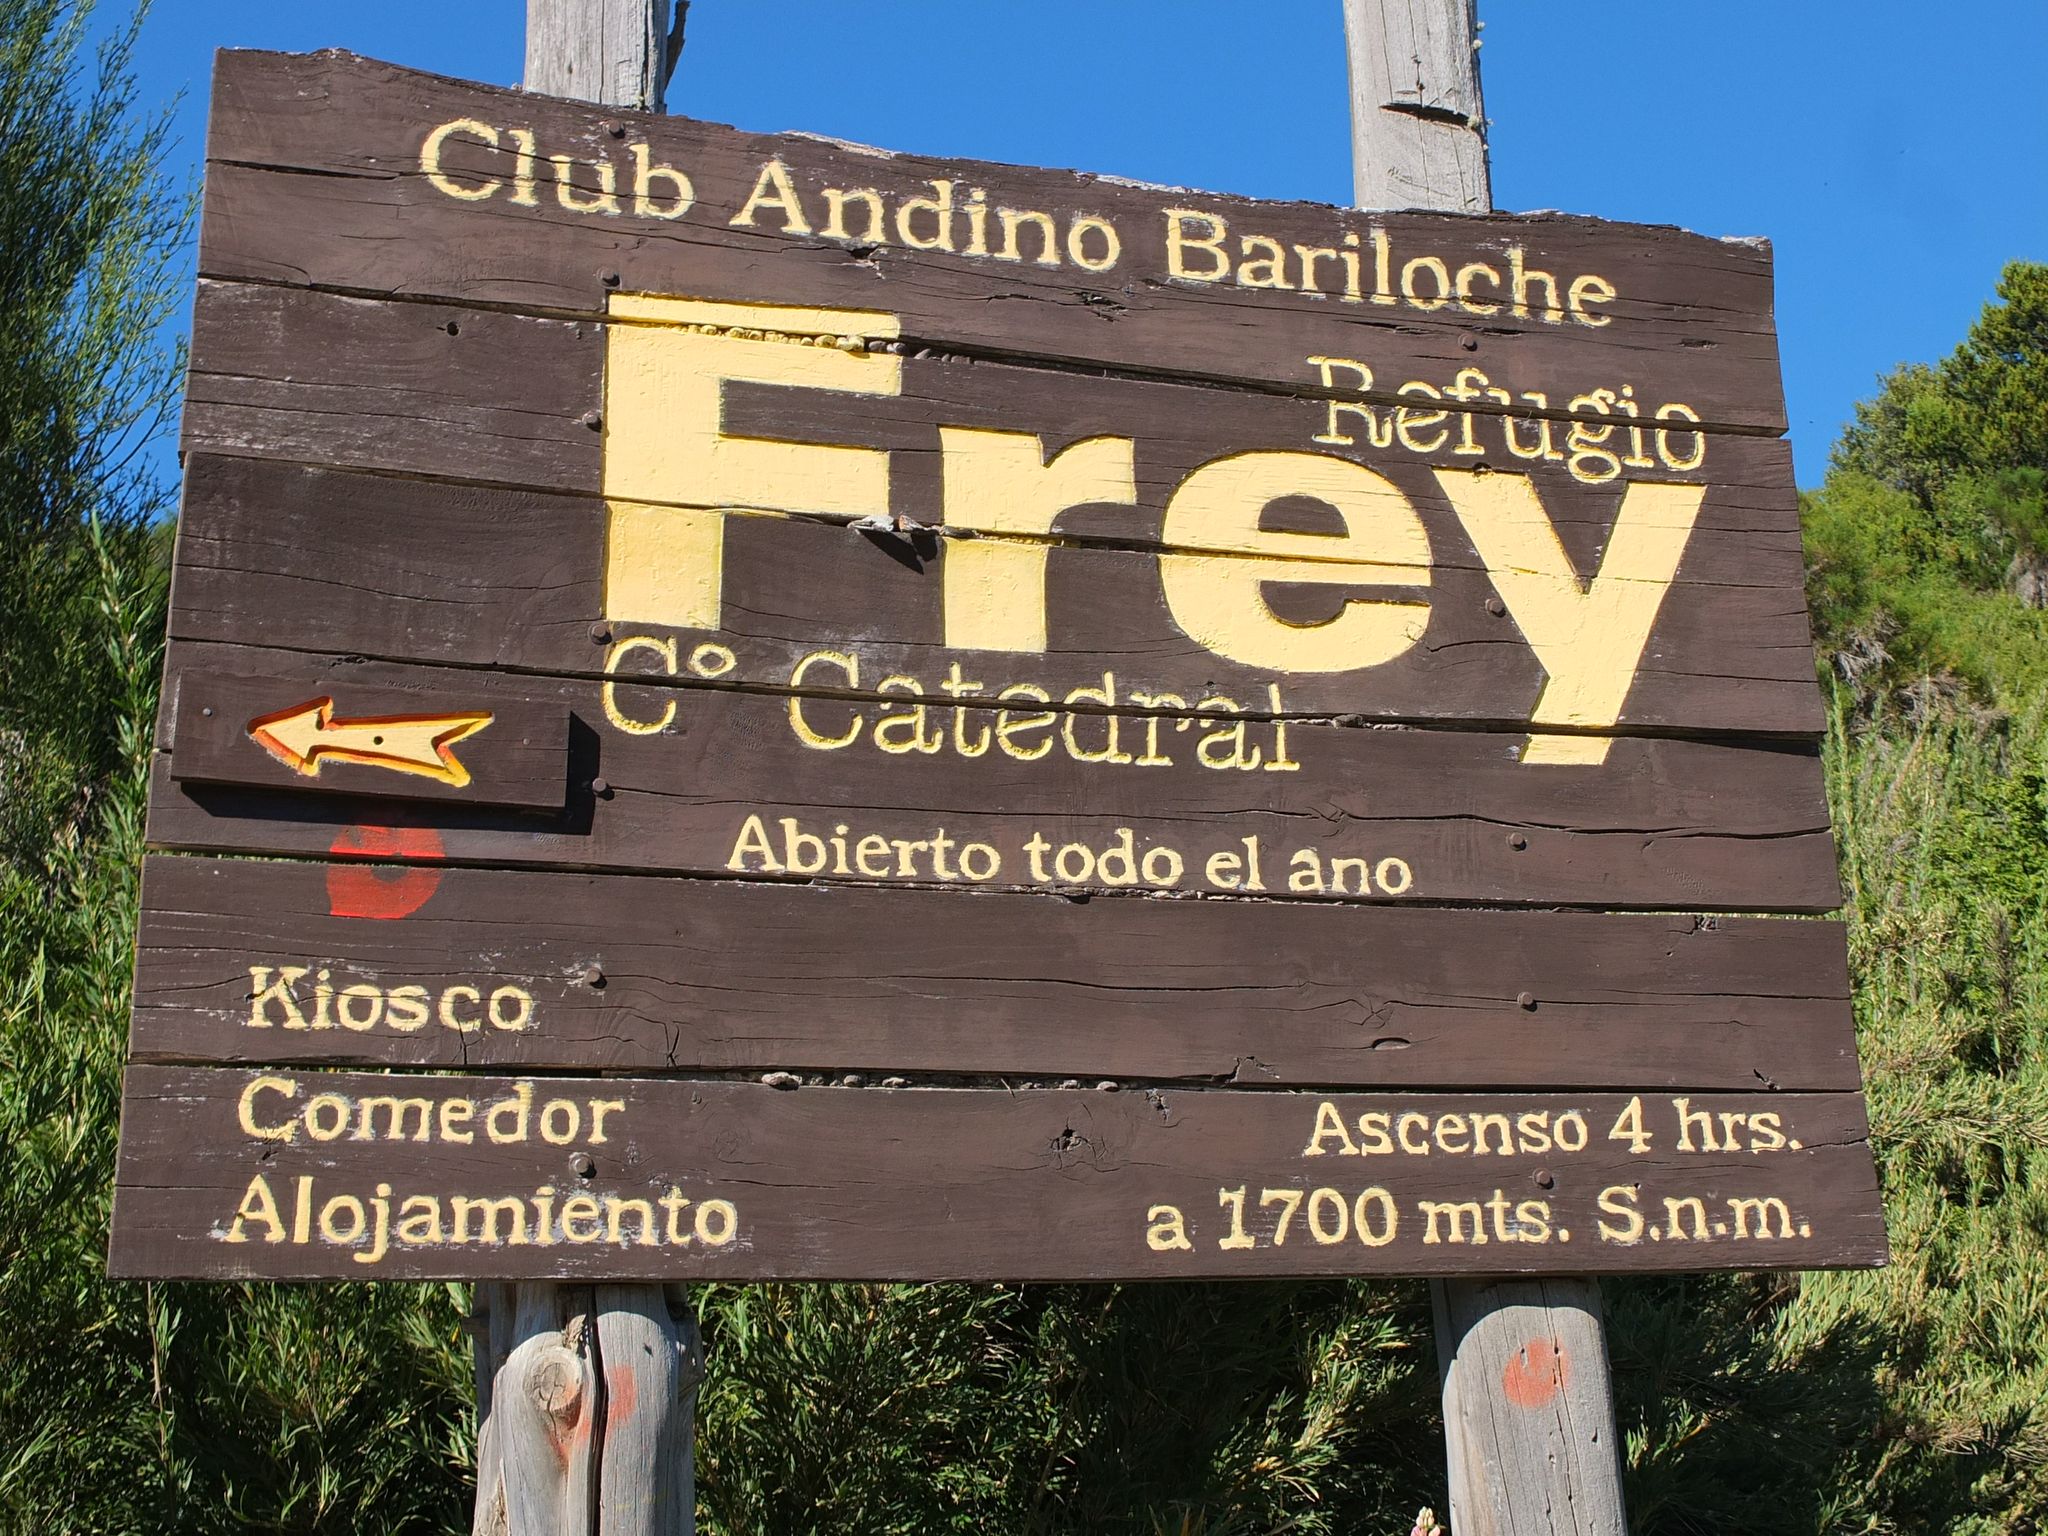 Club Andino Bariloche
Refugio
Frey
C° Catedral
Abierto todo el ano
Kiosco
Comedor
Alojamiento
Ascenso 4 hrs.
a 1700 mts. S.n.m.